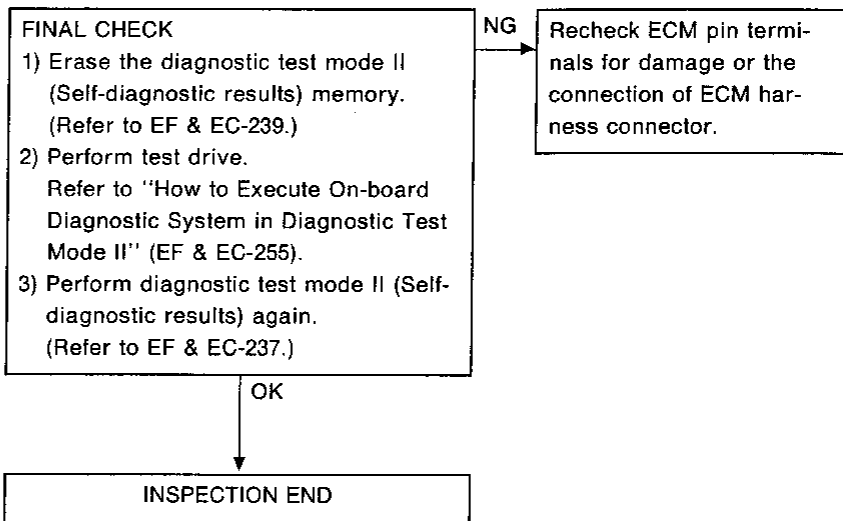 FINAL CHECK
1) Erase the diagnostic test mode II
(Self-diagnostic results) memory.
(Refer to EF & EC-239.)
2) Perform test drive.
Refer to "How to Execute On-board
Diagnostic System in Diagnostic Test
Mode II" (EF & EC-255).
3) Perform diagnostic test mode II (Self-
diagnostic results) again.
(Refer to EF & EC-237.)
NG
Recheck ECM pin termi-
nals for damage or the
connection of ECM har-
ness connector.
OK
INSPECTION END